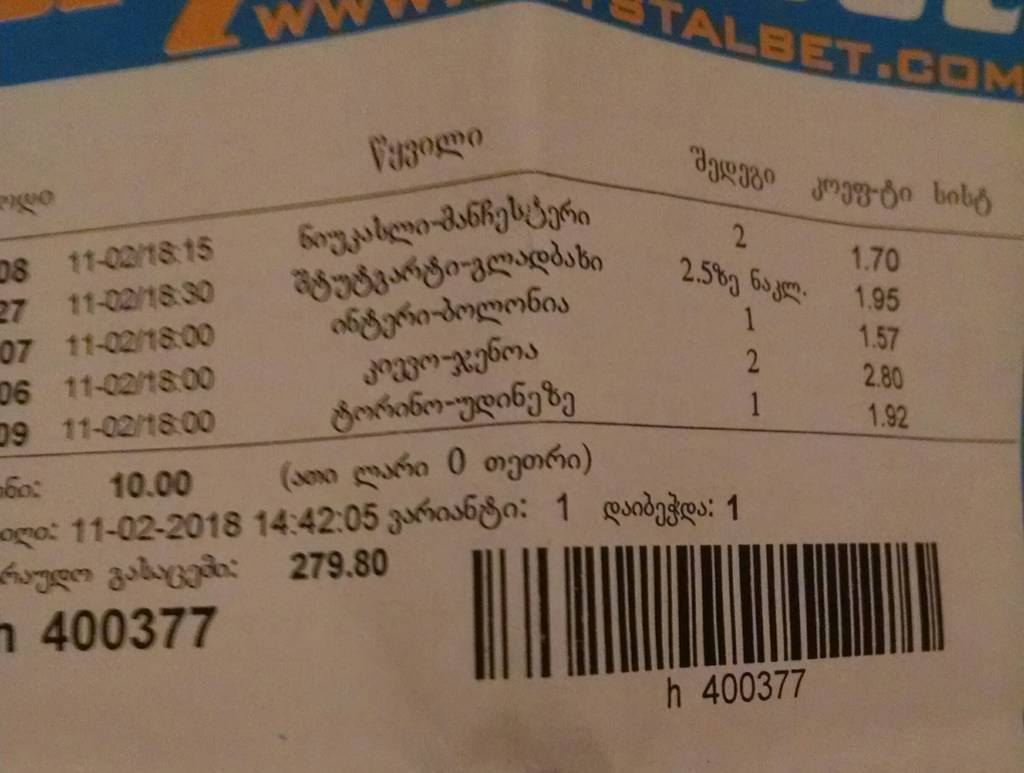 WWW.CRYSTALBET.COM
წყვილი შედეგი კოეფ-ტი სისტ
08 11-02/18:15 ნიუკასლი-მანჩესტერი 2 1.70
27 11-02/18:30 შტუტგარტი-გლადბახი 2.5ზე ნაკლ. 1.95
07 11-02/18:00 ინტერი-ბოლონია 1 1.57
06 11-02/18:00 კიევო-ჯენოა 2 2.80
09 11-02/18:00 ტორინო-უდინეზე 1 1.92
10.00 (ათი ლარი 0 თეთრი)
11-02-2018 14:42:05 ვარიანტი: 1 დაიბეჭდა: 1
გასაცემი: 279.80
h 400377
h 400377